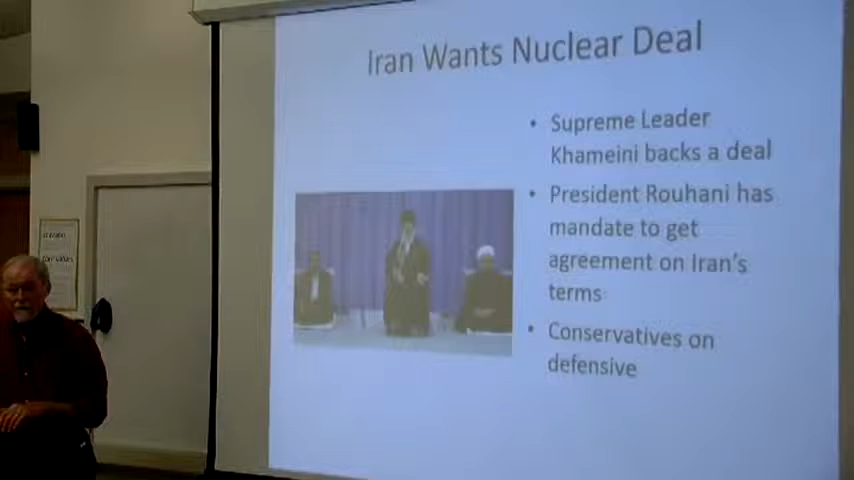 Iran Wants Nuclear Deal
• Supreme Leader
Khameini backs a deal
• President Rouhani has
mandate to get
agreement on Iran's
terms
• Conservatives on
defensive